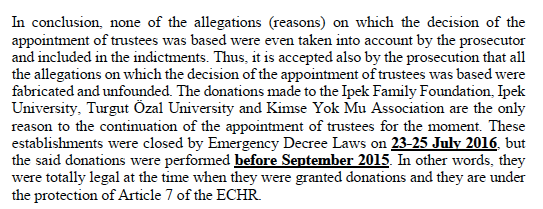 In conclusion, none of the allegations (reasons) on which the decision of the
appointment of trustees was based were even taken into account by the prosecutor
and included in the indictments. Thus, it is accepted also by the prosecution that all
the allegations on which the decision of the appointment of trustees was based were
fabricated and unfounded. The donations made to the Ipek Family Foundation, Ipek
University, Turgut Özal University and Kimse Yok Mu Association are the only
reason to the continuation of the appointment of trustees for the moment. These
establishments were closed by Emergency Decree Laws on 23-25 July 2016, but
the said donations were performed before September 2015. In other words, they
were totally legal at the time when they were granted donations and they are under
the protection of Article 7 of the ECHR.